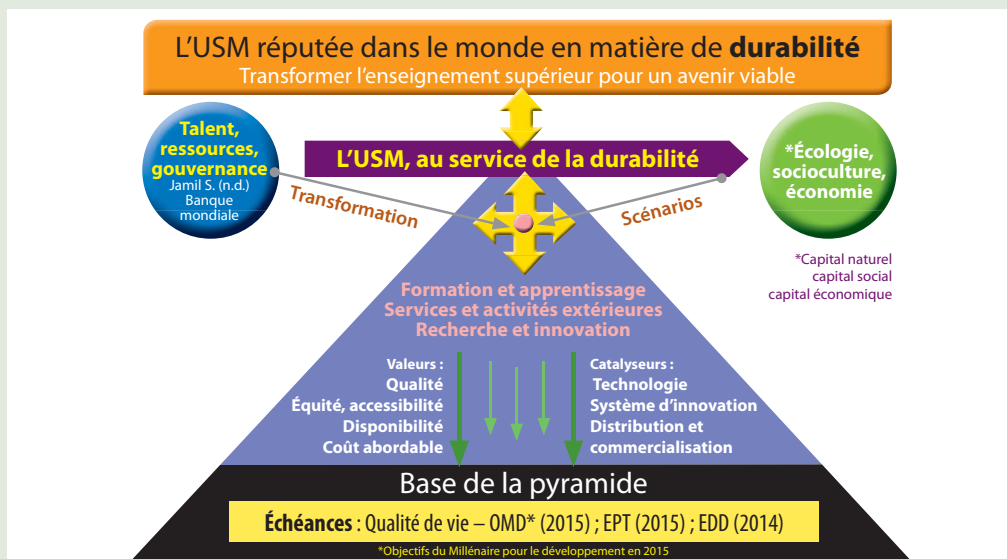 L'USM réputée dans le monde en matière de durabilité
Transformer l'enseignement supérieur pour un avenir viable
Talent,
ressources,
gouvernance
Jamil S. (n.d.)
Banque
mondiale
L'USM, au service de la durabilité
*Écologie,
socioculture,
économie
Transformation
Scénarios
*Capital naturel
capital social
capital économique
Formation et apprentissage
Services et activités extérieures
Recherche et innovation
Valeurs :
Qualité
Équité, accessibilité
Disponibilité
Coût abordable
Catalyseurs :
Technologie
Système d'innovation
Distribution et
commercialisation
Base de la pyramide
Échéances : Qualité de vie – OMD* (2015) ; EPT (2015) ; EDD (2014)
*Objectifs du Millénaire pour le développement en 2015